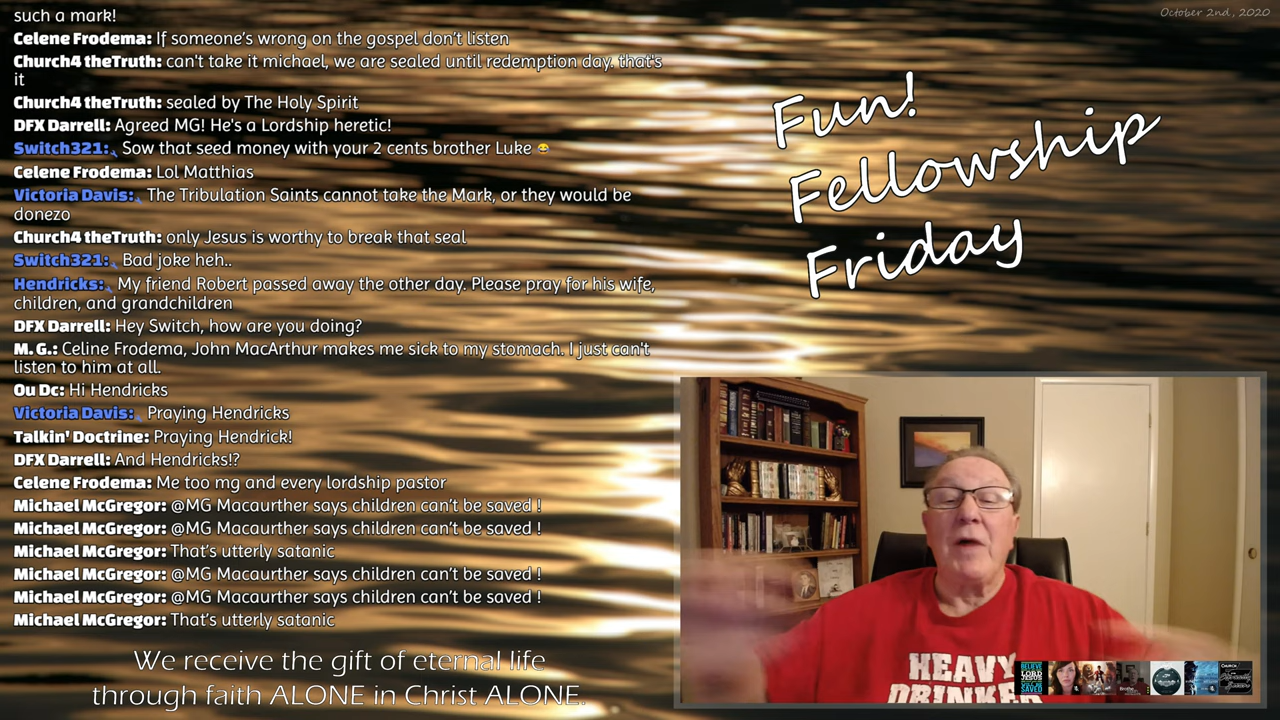 such a mark!
Celene Frodema: If someone's wrong on the gospel don't listen
Church4 theTruth: can't take it michael, we are sealed until redemption day. that's
it
Church4 theTruth: sealed by The Holy Spirit
DFX Darrell: Agreed MG! He's a Lordship heretic!
Switch321: Sow that seed money with your 2 cents brother Luke 😂
Celene Frodema: Lol Matthias
Victoria Davis: The Tribulation Saints cannot take the Mark, or they would be
donezo
Church4 theTruth: only Jesus is worthy to break that seal
Switch321: Bad joke heh..
Hendricks: My friend Robert passed away the other day. Please pray for his wife,
children, and grandchildren
DFX Darrell: Hey Switch, how are you doing?
M. G.: Celine Frodema, John MacArthur makes me sick to my stomach. I just can't
listen to him at all.
Ou Dc: Hi Hendricks
Victoria Davis: Praying Hendricks
Talkin' Doctrine: Praying Hendrick!
DFX Darrell: And Hendricks!?
Celene Frodema: Me too mg and every lordship pastor
Michael McGregor: @MG Macaurther says children can't be saved !
Michael McGregor: @MG Macaurther says children can't be saved !
Michael McGregor: That's utterly satanic
Michael McGregor: @MG Macaurther says children can't be saved !
Michael McGregor: @MG Macaurther says children can't be saved !
Michael McGregor: That's utterly satanic
We receive the gift of eternal life
through faith ALONE in Christ ALONE.
October 2nd, 2020
Fun!
Fellowship
Friday
HEAVY
DRINKER
BELIEVE
LORD
JESUS
SAVED